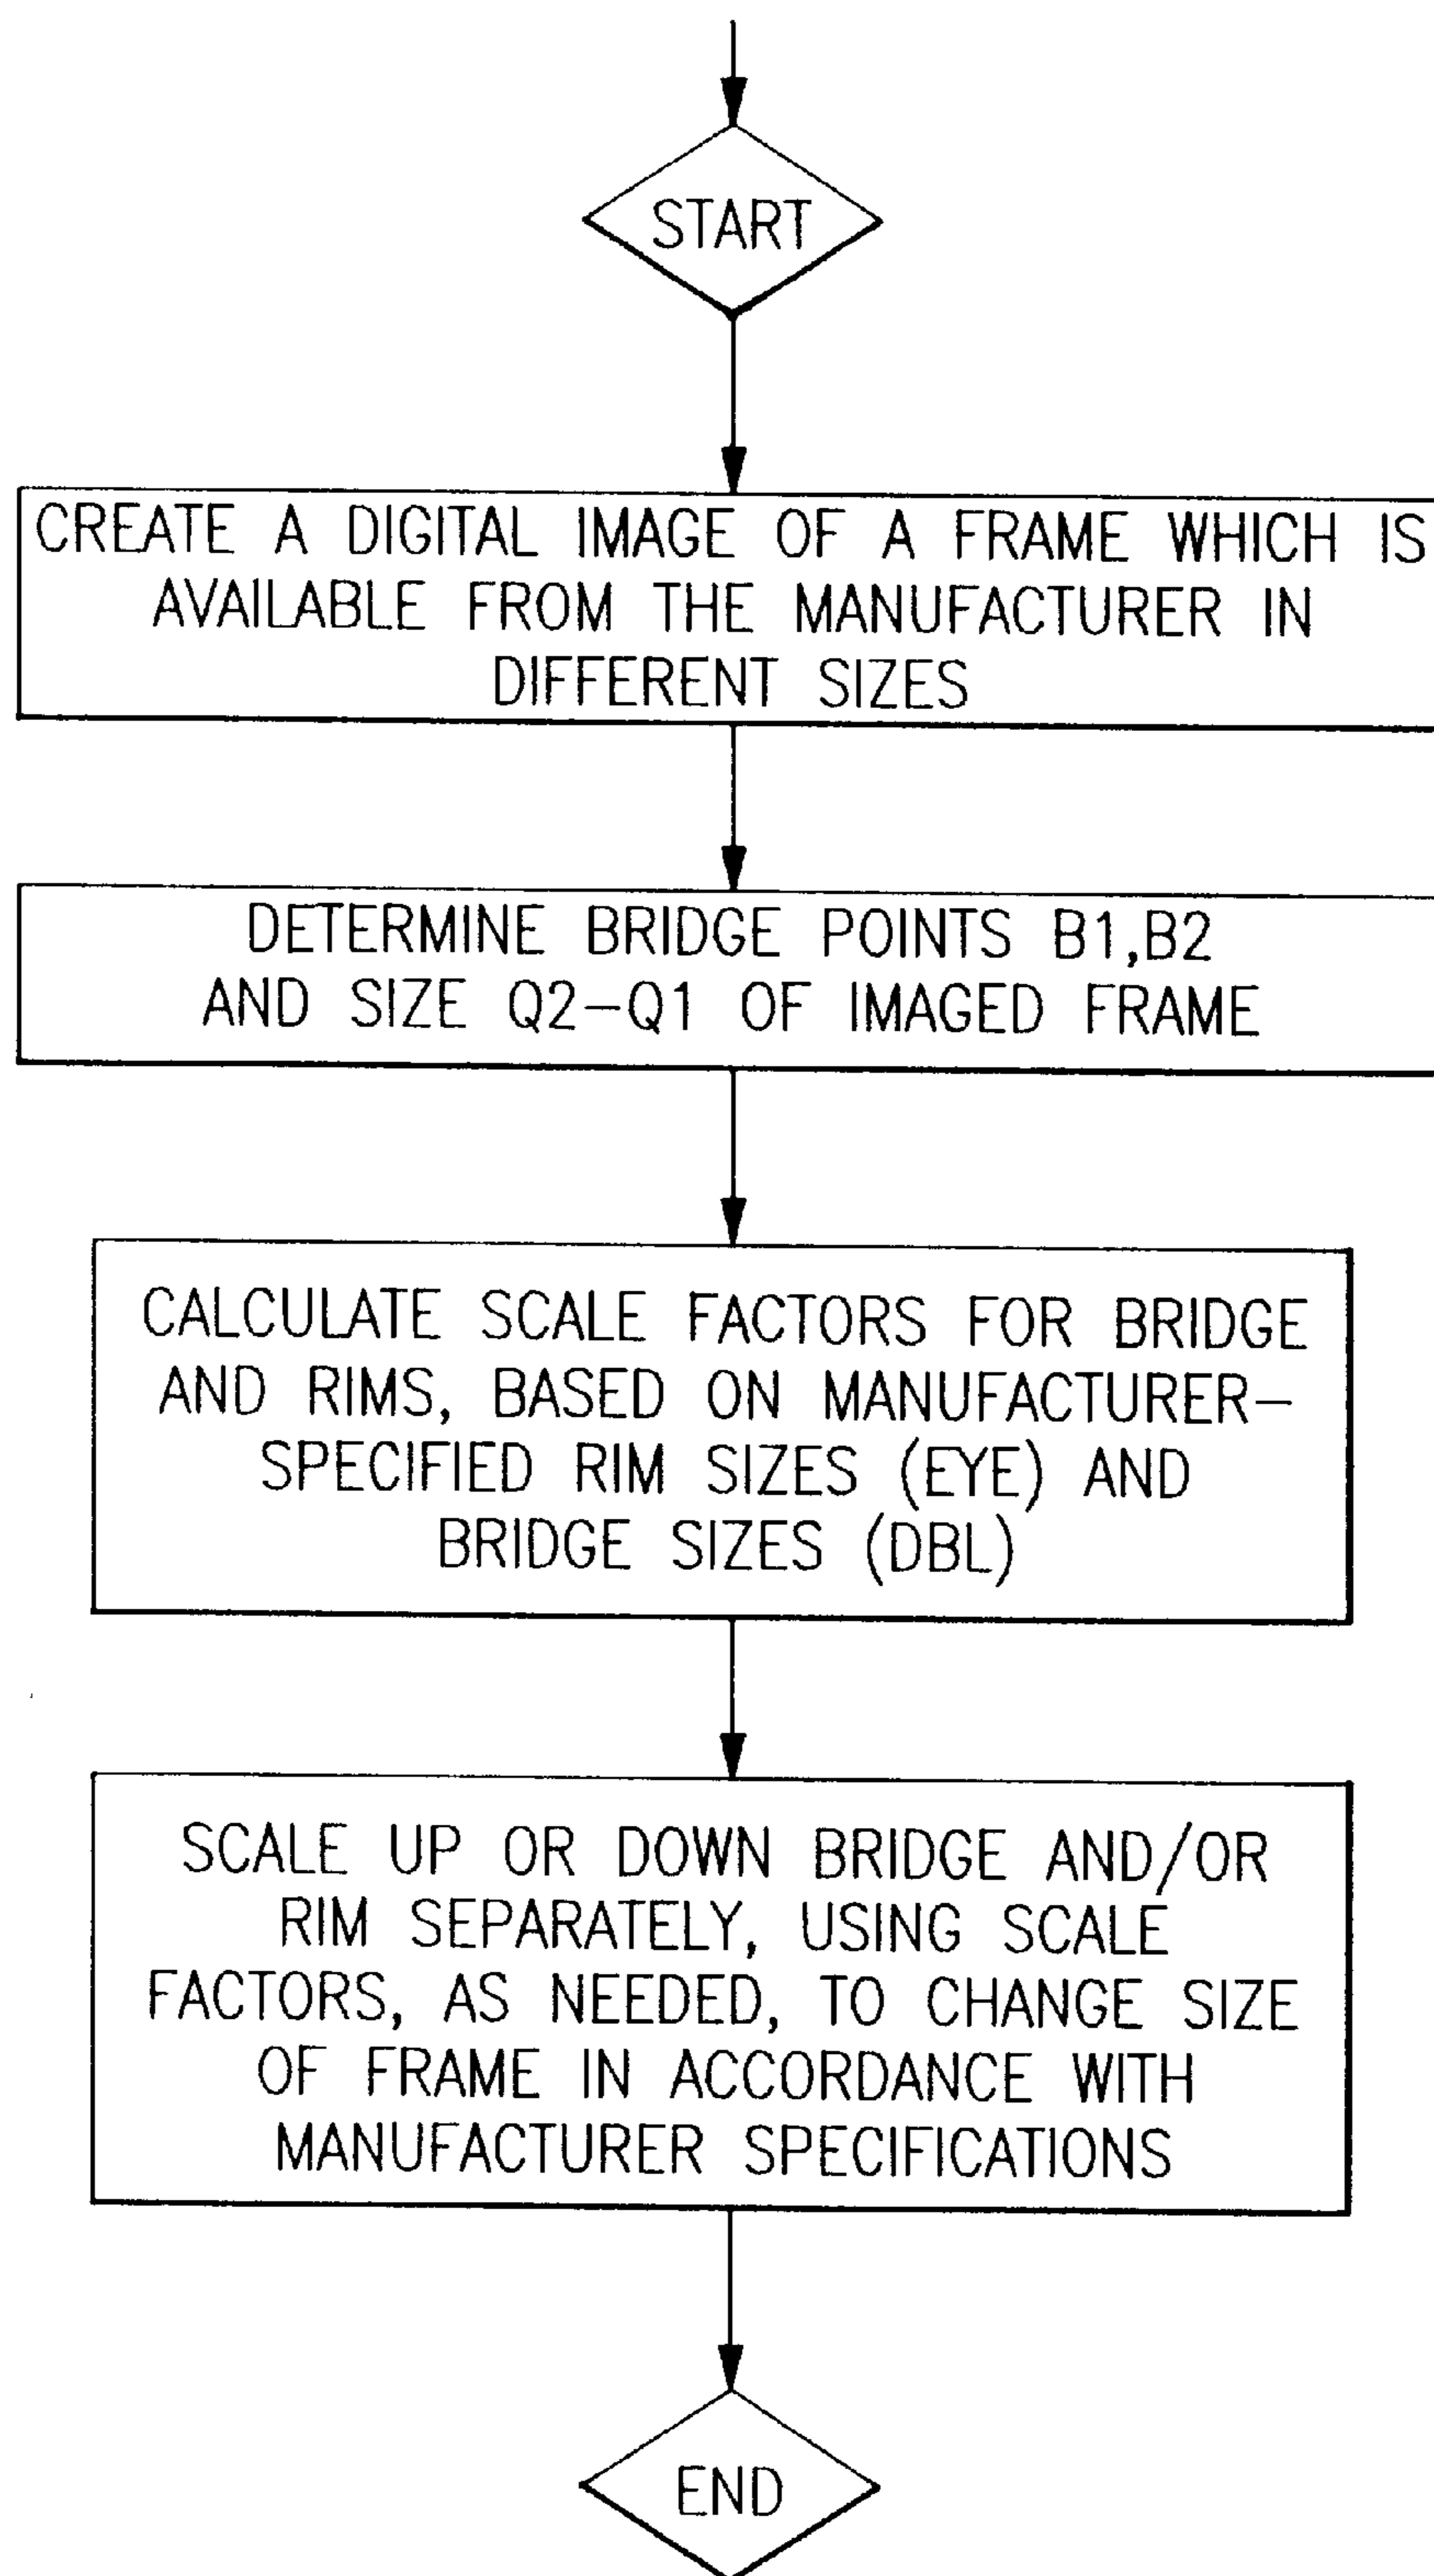 START
CREATE A DIGITAL IMAGE OF A FRAME WHICH IS
AVAILABLE FROM THE MANUFACTURER IN
DIFFERENT SIZES
DETERMINE BRIDGE POINTS B1,B2
AND SIZE Q2-Q1 OF IMAGED FRAME
CALCULATE SCALE FACTORS FOR BRIDGE
AND RIMS, BASED ON MANUFACTURER-
SPECIFIED RIM SIZES (EYE) AND
BRIDGE SIZES (DBL)
SCALE UP OR DOWN BRIDGE AND/OR
RIM SEPARATELY, USING SCALE
FACTORS, AS NEEDED, TO CHANGE SIZE
OF FRAME IN ACCORDANCE WITH
MANUFACTURER SPECIFICATIONS
END